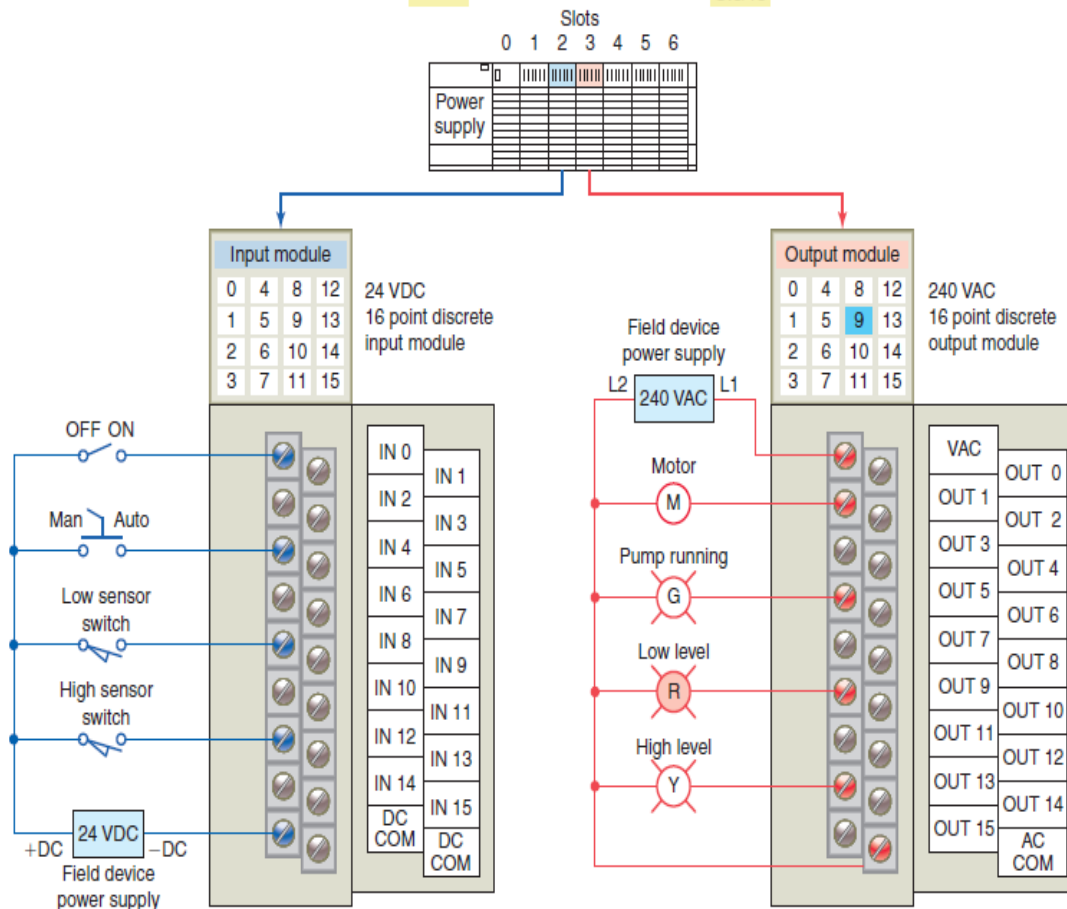 Slots
0 1 2 3 4 5 6
Power
supply
Input module
0 4 8 12
1 5 9 13
2 6 10 14
3 7 11 15
24 VDC
16 point discrete
input module
OFF ON
Man Auto
Low sensor
switch
High sensor
switch
24 VDC
+DC −DC
Field device
power supply
IN 0
IN 1
IN 2
IN 3
IN 4
IN 5
IN 6
IN 7
IN 8
IN 9
IN 10
IN 11
IN 12
IN 13
IN 14
IN 15
DC
COM
DC
COM
Output module
0 4 8 12
1 5 9 13
2 6 10 14
3 7 11 15
240 VAC
16 point discrete
output module
Field device
power supply
L2 240 VAC L1
Motor
M
Pump running
G
Low level
R
High level
Y
VAC
OUT 0
OUT 1
OUT 2
OUT 3
OUT 4
OUT 5
OUT 6
OUT 7
OUT 8
OUT 9
OUT 10
OUT 11
OUT 12
OUT 13
OUT 14
OUT 15
AC
COM